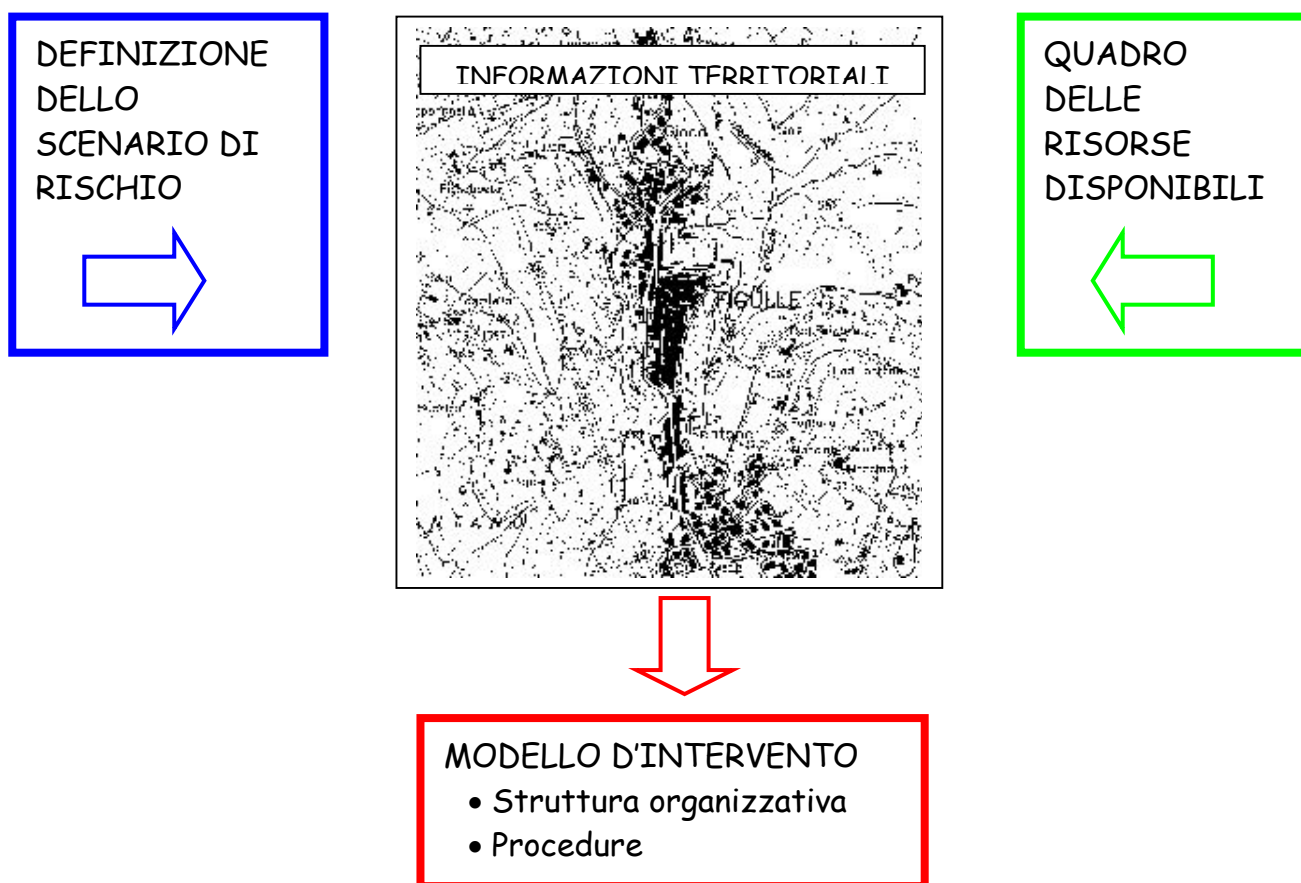 DEFINIZIONE
DELLO
SCENARIO DI
RISCHIO
INFORMAZIONI TERRITORIALI
FIGULLE
QUADRO
DELLE
RISORSE
DISPONIBILI
MODELLO D'INTERVENTO
• Struttura organizzativa
• Procedure